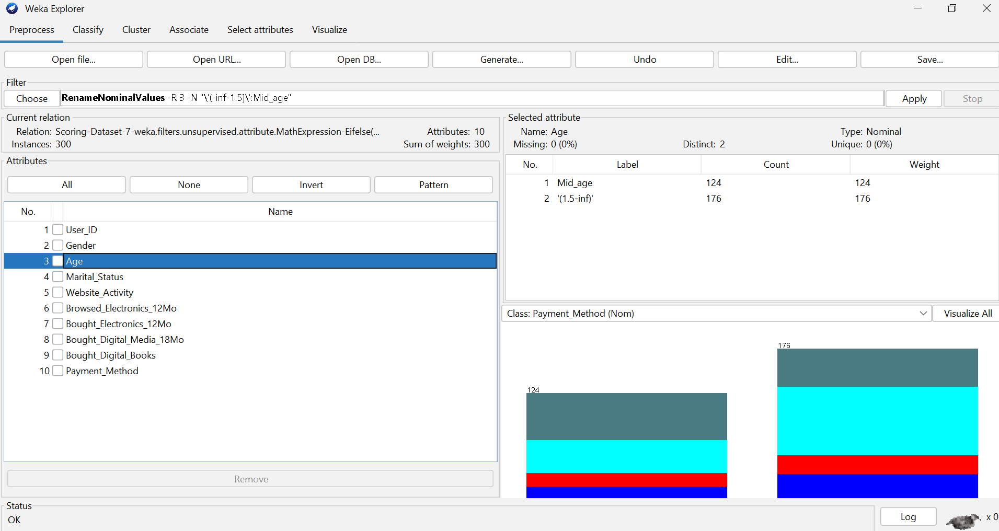 Weka Explorer
Preprocess Classify Cluster Associate Select attributes Visualize
Open file... Open URL... Open DB... Generate... Undo Edit... Save...
Filter
Choose RenameNominalValues -R 3 -N "\'(-inf-1.5]\':Mid_age" Apply Stop
Current relation
Relation: Scoring-Dataset-7-weka.filters.unsupervised.attribute.MathExpression-Eifelse(... Attributes: 10
Instances: 300 Sum of weights: 300
Attributes
All None Invert Pattern
No. Name
1 User_ID
2 Gender
3 Age
4 Marital_Status
5 Website_Activity
6 Browsed_Electronics_12Mo
7 Bought_Electronics_12Mo
8 Bought_Digital_Media_18Mo
9 Bought_Digital_Books
10 Payment_Method
Remove
Selected attribute
Name: Age Type: Nominal
Missing: 0 (0%) Distinct: 2 Unique: 0 (0%)
No. Label Count Weight
1 Mid_age 124 124
2 '(1.5-inf)' 176 176
Class: Payment_Method (Nom) Visualize All
124
176
Status
OK
Log x 0